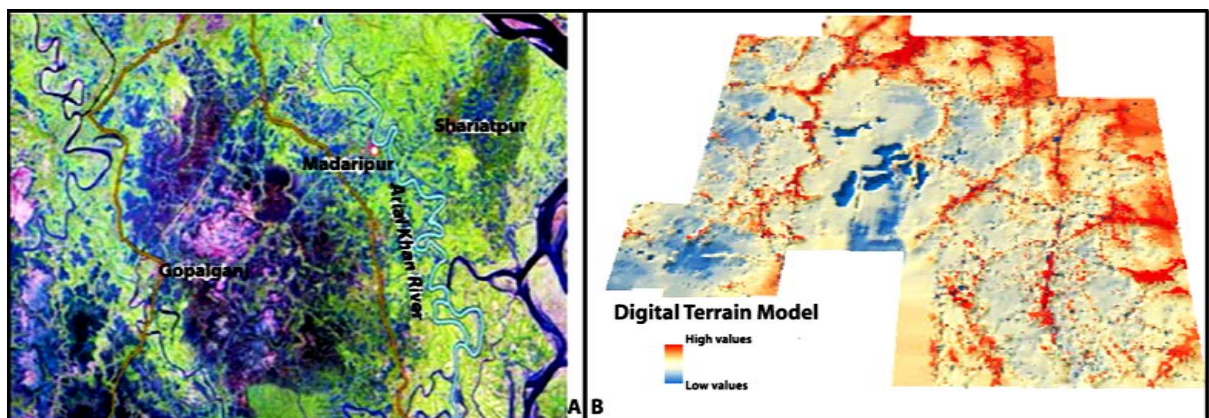 Shariatpur
Madaripur
Arial Khan River
Gopalganj
A
B
Digital Terrain Model
High values
Low values